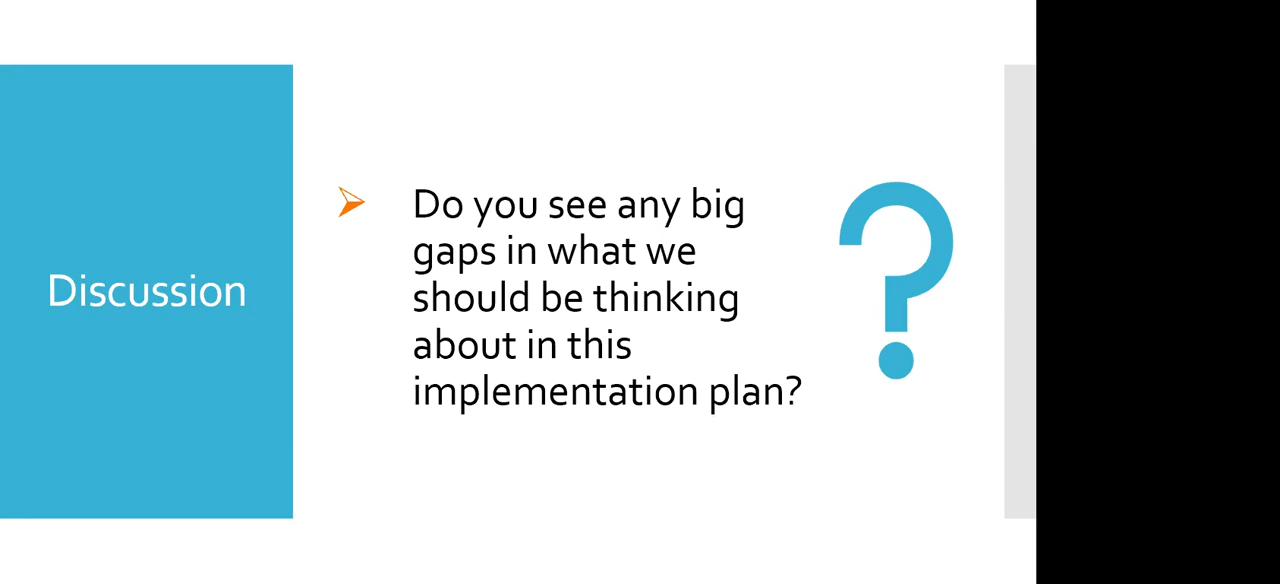 Discussion
Do you see any big
gaps in what we
should be thinking
about in this
implementation plan?
?